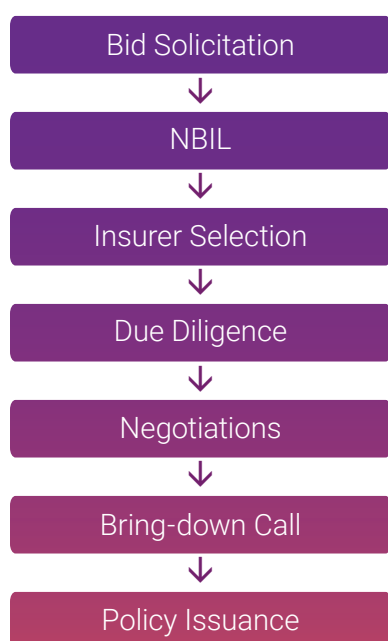 Bid Solicitation
NBIL
Insurer Selection
Due Diligence
Negotiations
Bring-down Call
Policy Issuance